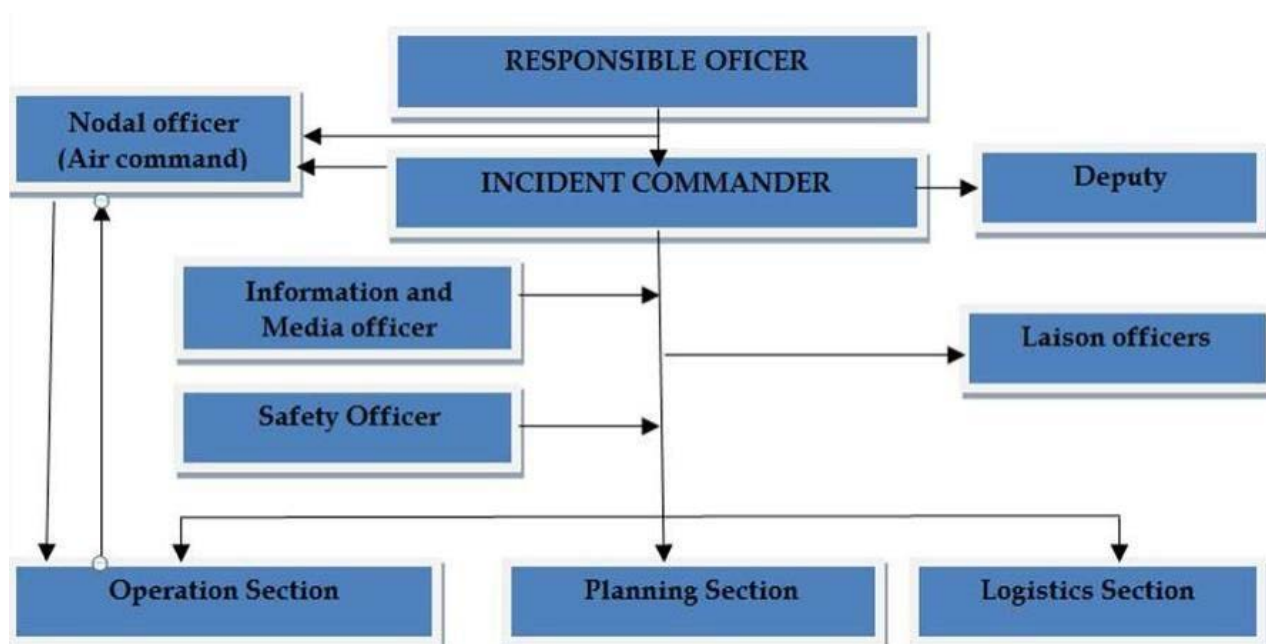 RESPONSIBLE OFICER
Nodal officer
(Air command)
INCIDENT COMMANDER
Deputy
Information and
Media officer
Laison officers
Safety Officer
Operation Section
Planning Section
Logistics Section